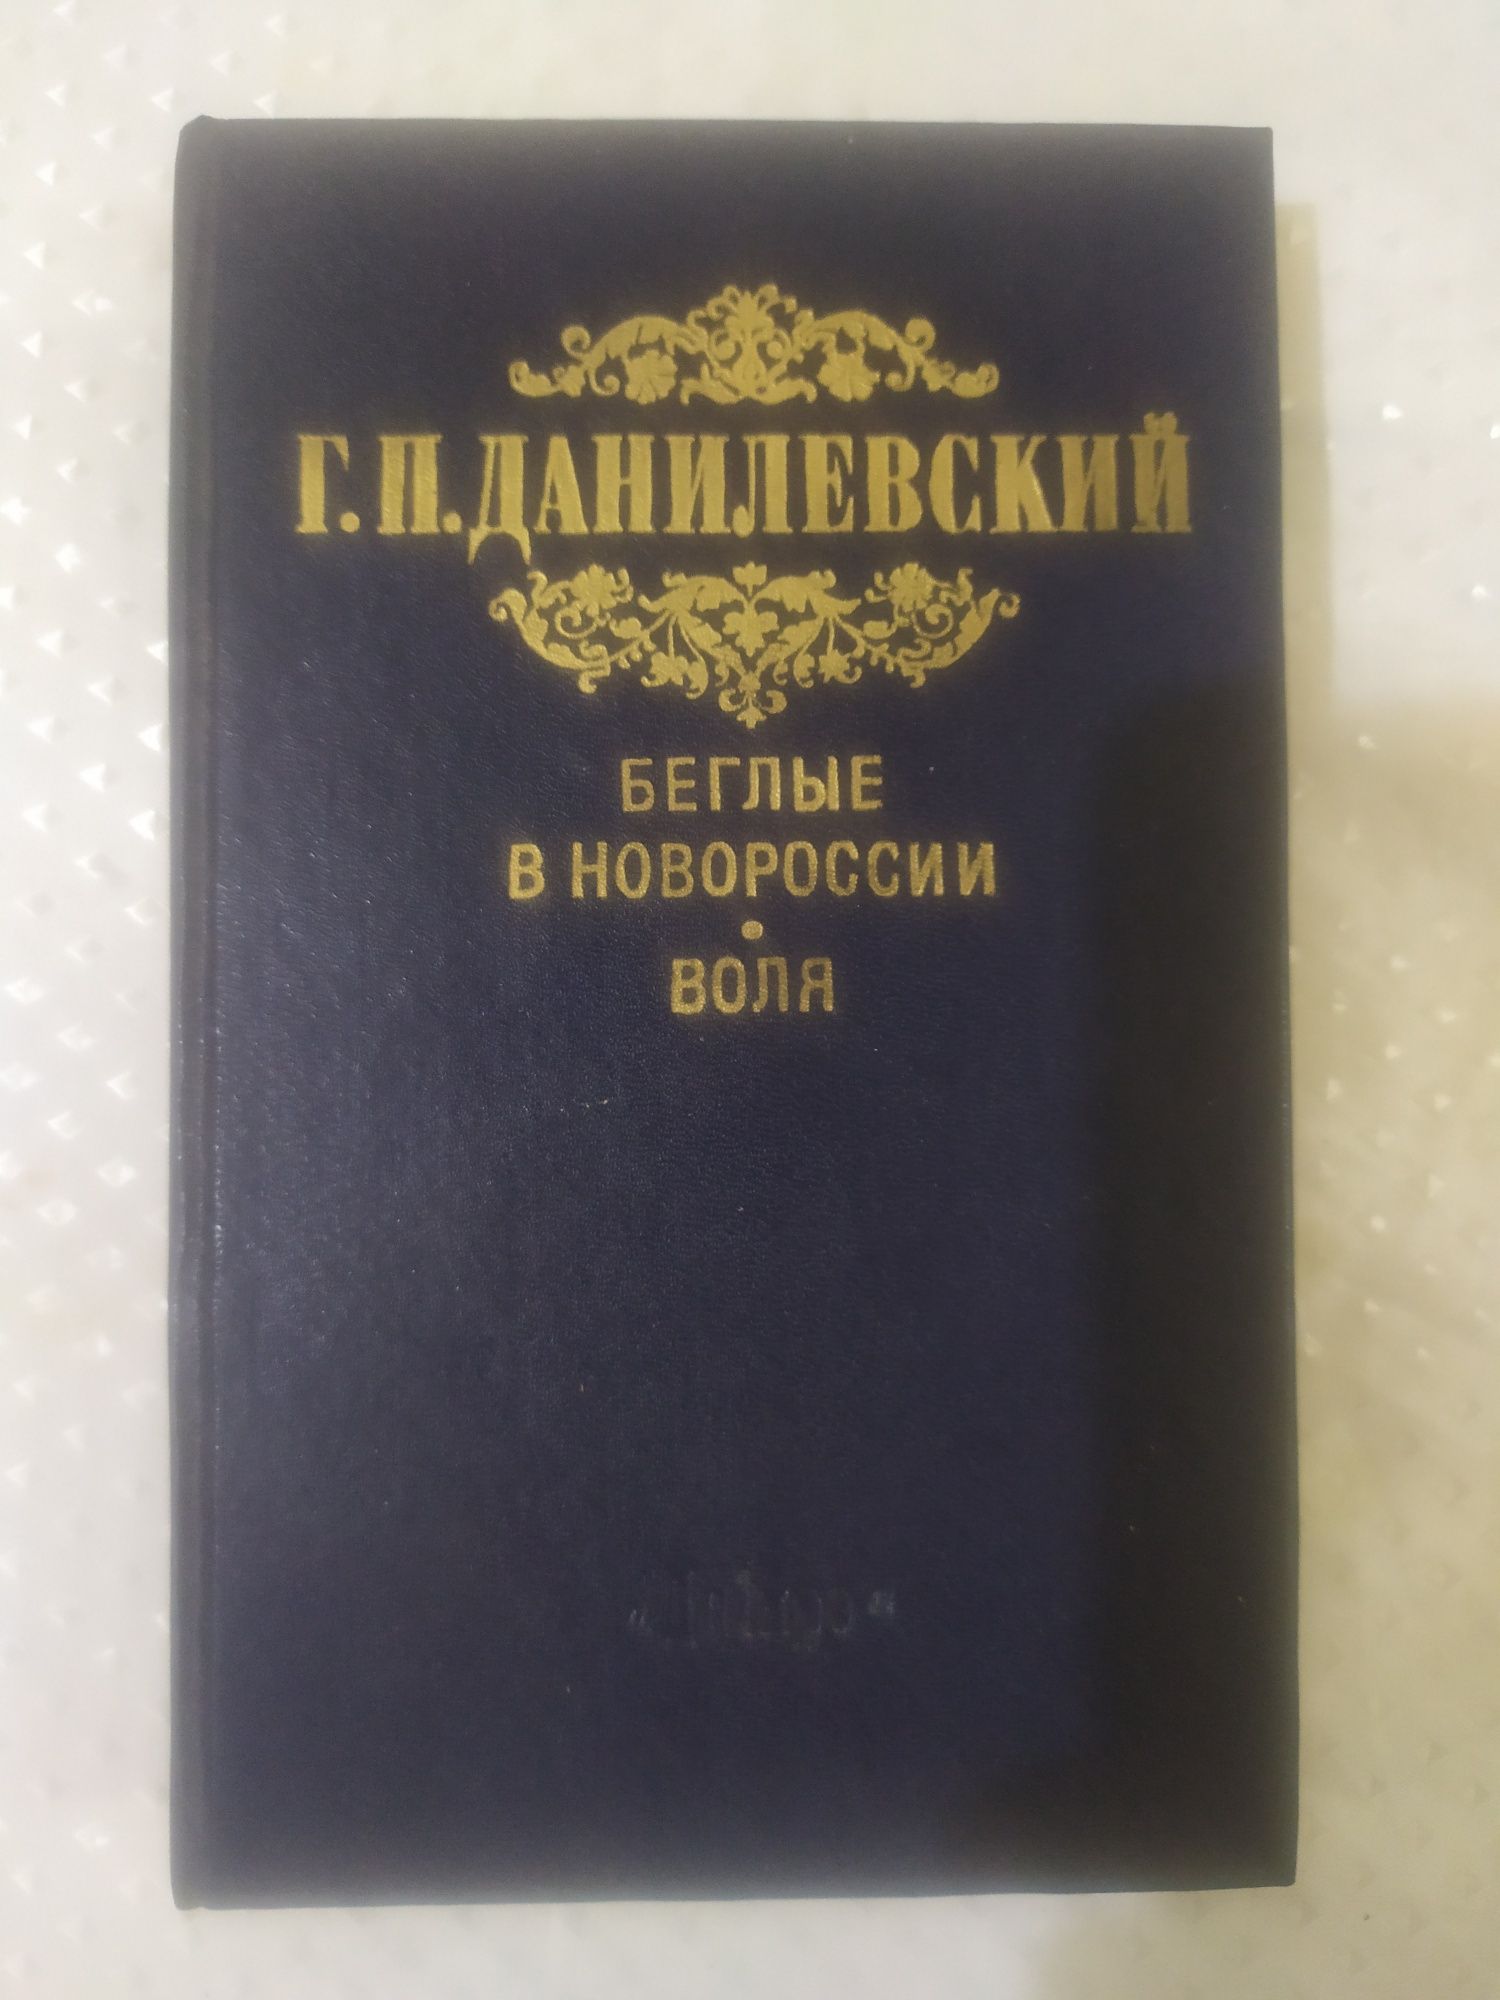 Г.П.ДАНИЛЕВСКИЙ
БЕГЛЫЕ
В НОВОРОССИИ
•
ВОЛЯ